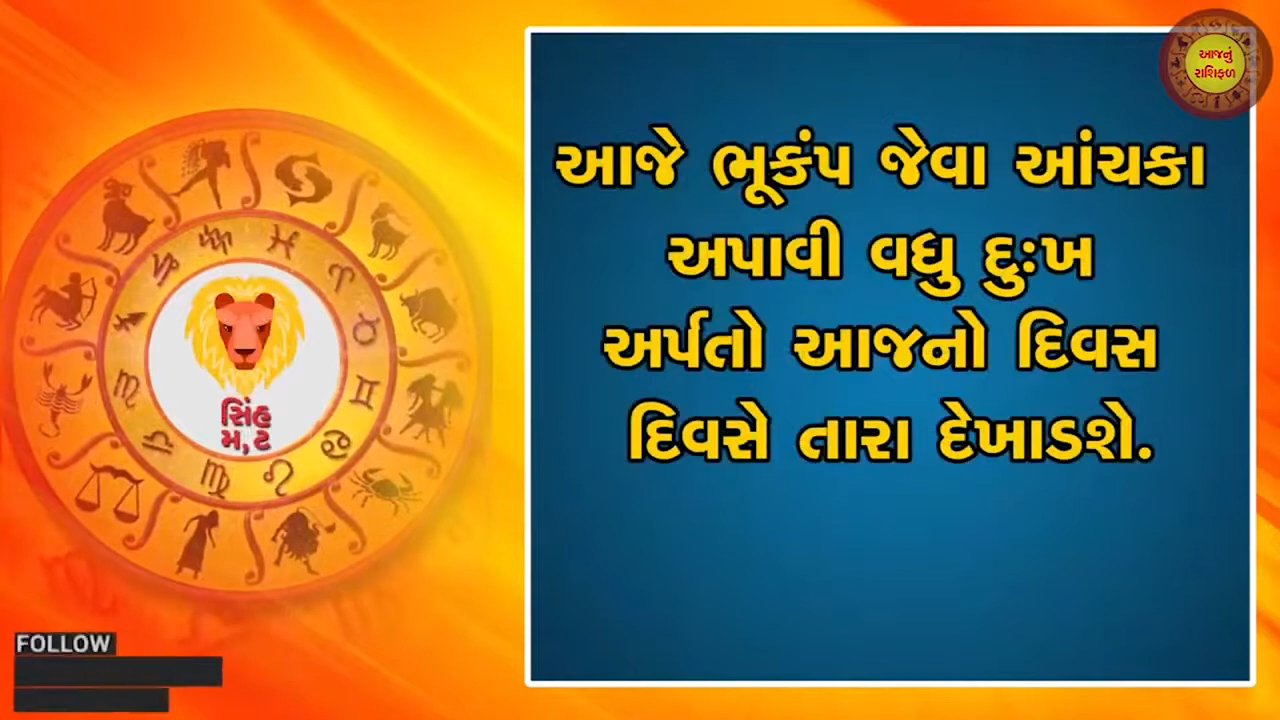 આજનું
રાશિફળ
આજે ભૂકંપ જેવા આંચકા
અપાવી વધુ દુઃખ
અર્પતો આજનો દિવસ
દિવસે તારા દેખાડશે.
સિંહ
મ, ટ
FOLLOW